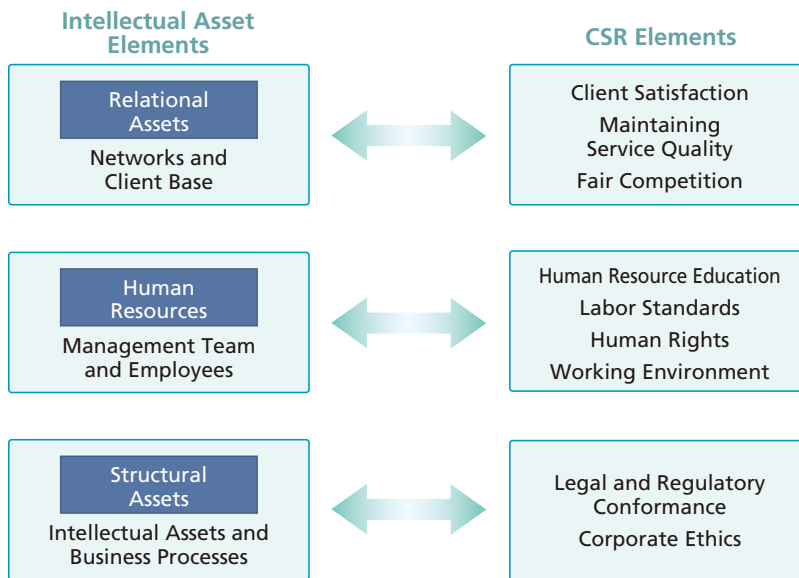 Intellectual Asset
Elements
CSR Elements
Relational
Assets
Networks and
Client Base
Client Satisfaction
Maintaining
Service Quality
Fair Competition
Human
Resources
Management Team
and Employees
Human Resource Education
Labor Standards
Human Rights
Working Environment
Structural
Assets
Intellectual Assets and
Business Processes
Legal and Regulatory
Conformance
Corporate Ethics